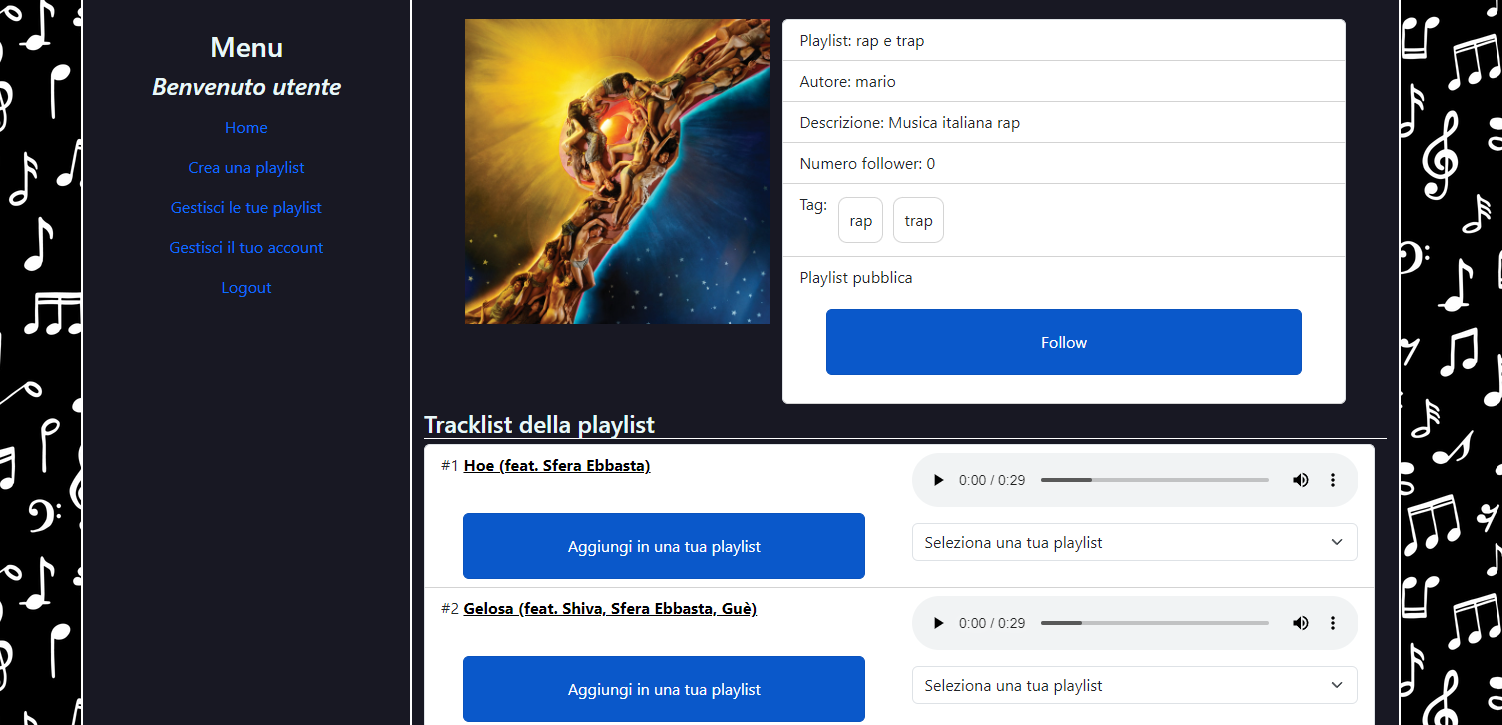 Menu
Benvenuto utente
Home
Crea una playlist
Gestisci le tue playlist
Gestisci il tuo account
Logout
Playlist: rap e trap
Autore: mario
Descrizione: Musica italiana rap
Numero follower: 0
Tag: rap trap
Playlist pubblica
Follow
Tracklist della playlist
#1 Hoe (feat. Sfera Ebbasta)
0:00 / 0:29
Aggiungi in una tua playlist
Seleziona una tua playlist
#2 Gelosa (feat. Shiva, Sfera Ebbasta, Guè)
0:00 / 0:29
Aggiungi in una tua playlist
Seleziona una tua playlist